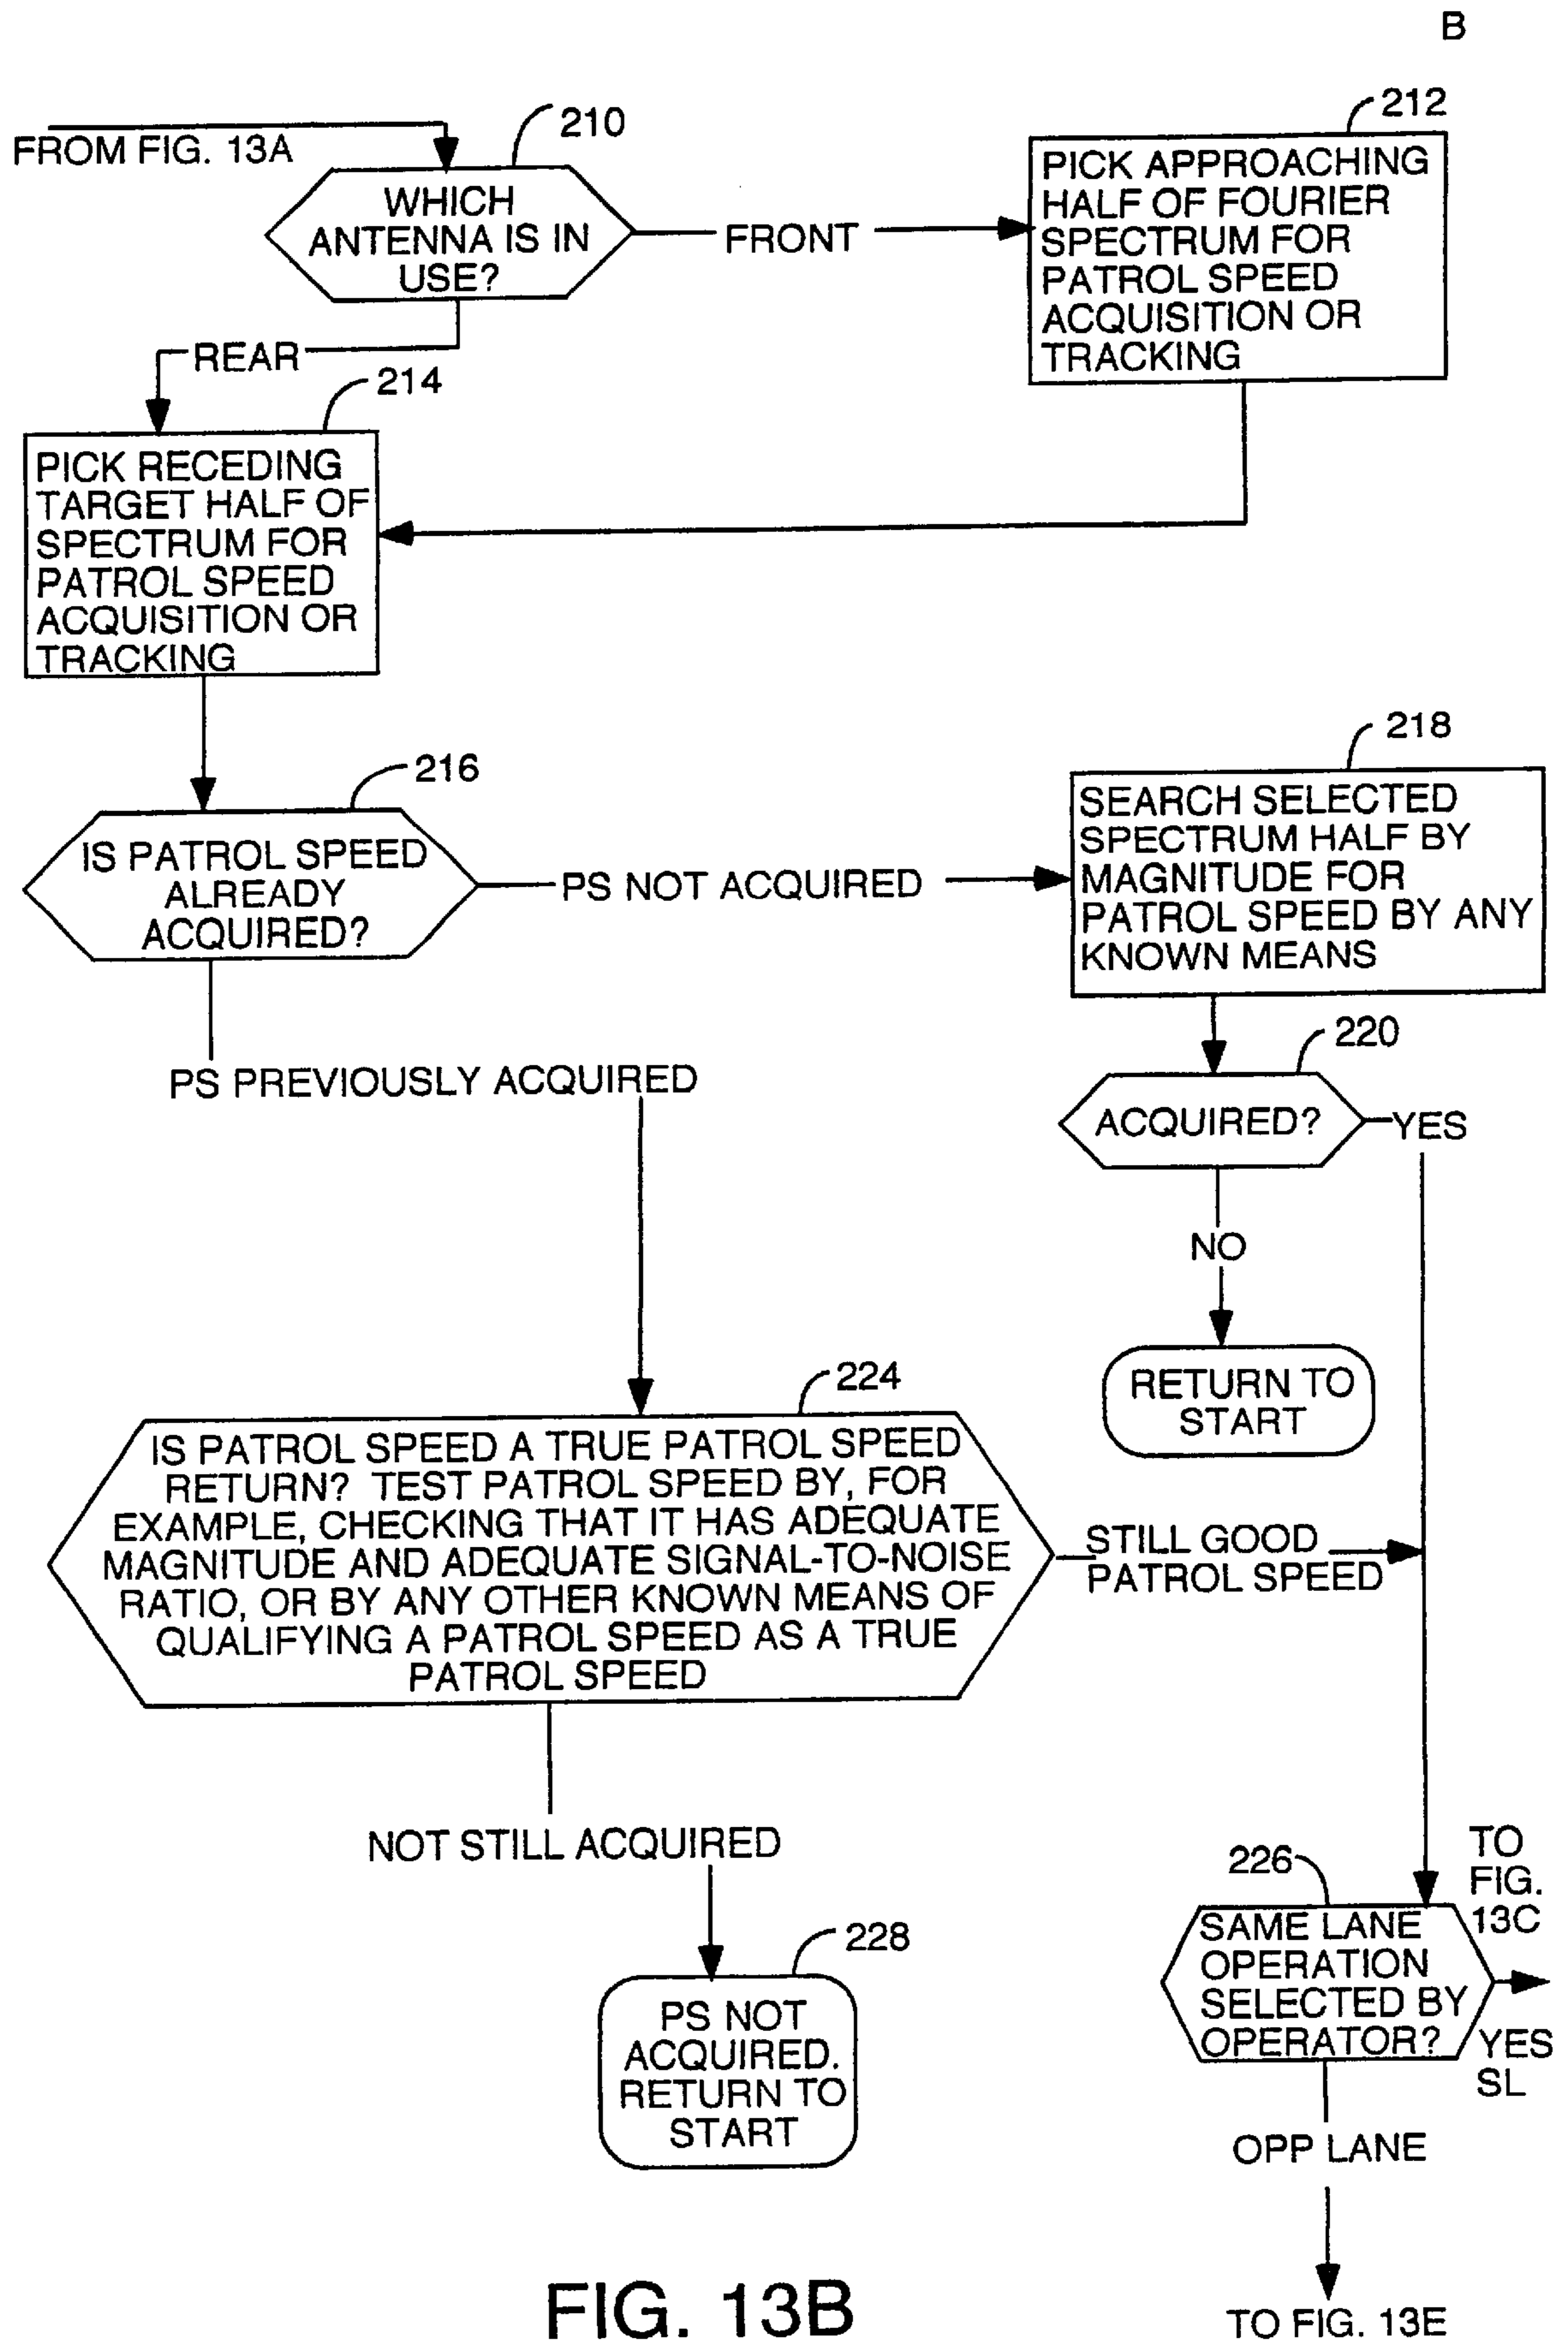 B
FROM FIG. 13A
210
WHICH
ANTENNA IS IN
USE?
FRONT
212
PICK APPROACHING
HALF OF FOURIER
SPECTRUM FOR
PATROL SPEED
ACQUISITION OR
TRACKING
REAR
214
PICK RECEDING
TARGET HALF OF
SPECTRUM FOR
PATROL SPEED
ACQUISITION OR
TRACKING
216
IS PATROL SPEED
ALREADY
ACQUIRED?
PS NOT ACQUIRED
218
SEARCH SELECTED
SPECTRUM HALF BY
MAGNITUDE FOR
PATROL SPEED BY ANY
KNOWN MEANS
PS PREVIOUSLY ACQUIRED
220
ACQUIRED?
YES
NO
RETURN TO
START
224
IS PATROL SPEED A TRUE PATROL SPEED
RETURN? TEST PATROL SPEED BY, FOR
EXAMPLE, CHECKING THAT IT HAS ADEQUATE
MAGNITUDE AND ADEQUATE SIGNAL-TO-NOISE
RATIO, OR BY ANY OTHER KNOWN MEANS OF
QUALIFYING A PATROL SPEED AS A TRUE
PATROL SPEED
STILL GOOD
PATROL SPEED
NOT STILL ACQUIRED
228
PS NOT
ACQUIRED.
RETURN TO
START
226
SAME LANE
OPERATION
SELECTED BY
OPERATOR?
TO
FIG.
13C
YES
SL
OPP LANE
TO FIG. 13E
FIG. 13B